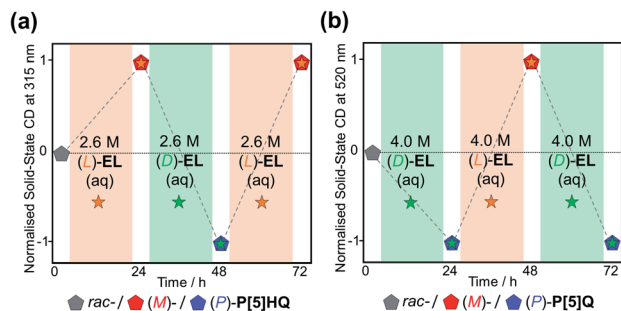 (a)
Normalised Solid-State CD at 315 nm
1
0
-1
2.6 M
(L)-EL
(aq)
2.6 M
(D)-EL
(aq)
2.6 M
(L)-EL
(aq)
0
24
48
72
Time / h
rac- / (M)- / (P)-P[5]HQ
(b)
Normalised Solid-State CD at 520 nm
1
0
-1
4.0 M
(D)-EL
(aq)
4.0 M
(L)-EL
(aq)
4.0 M
(D)-EL
(aq)
0
24
48
72
Time / h
rac- / (M)- / (P)-P[5]Q